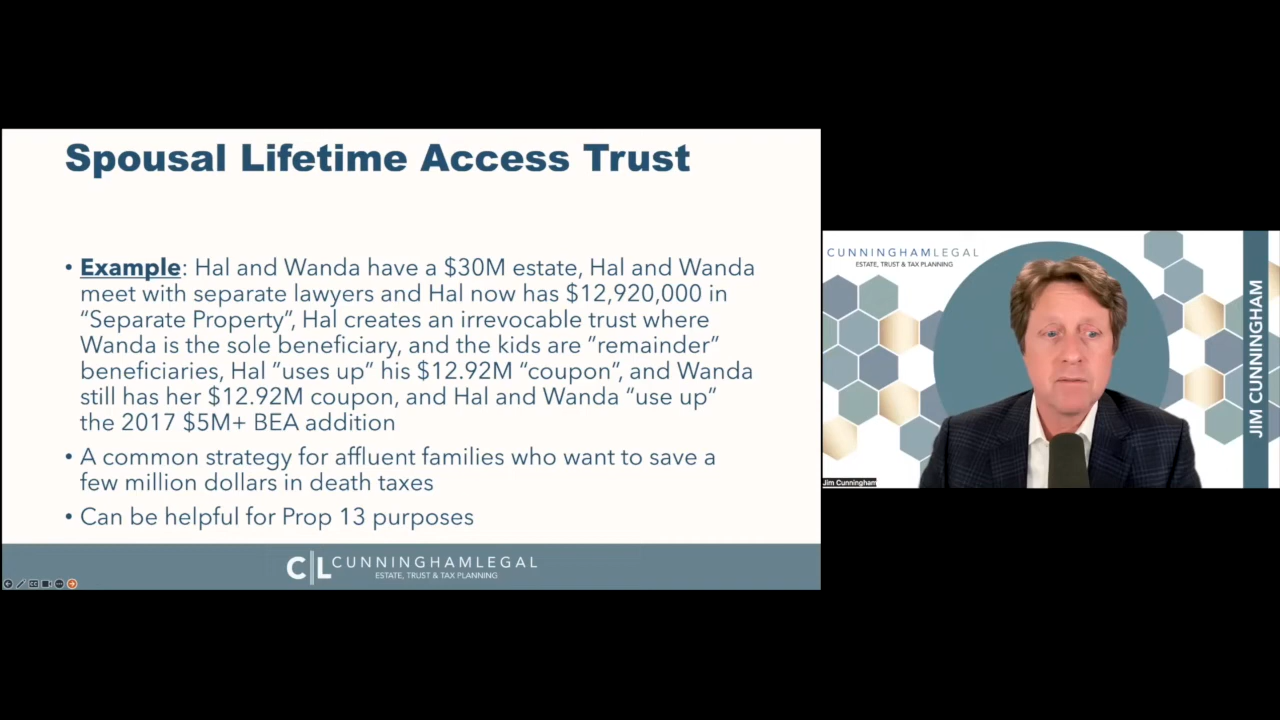 Spousal Lifetime Access Trust
• Example: Hal and Wanda have a $30M estate, Hal and Wanda
meet with separate lawyers and Hal now has $12,920,000 in
“Separate Property”, Hal creates an irrevocable trust where
Wanda is the sole beneficiary, and the kids are ”remainder”
beneficiaries, Hal “uses up” his $12.92M “coupon”, and Wanda
still has her $12.92M coupon, and Hal and Wanda “use up”
the 2017 $5M+ BEA addition
• A common strategy for affluent families who want to save a
few million dollars in death taxes
• Can be helpful for Prop 13 purposes
CL CUNNINGHAMLEGAL
ESTATE, TRUST & TAX PLANNING
CUNNINGHAMLEGAL
ESTATE, TRUST & TAX PLANNING
JIM CUNNINGHAM
Jim Cunningham